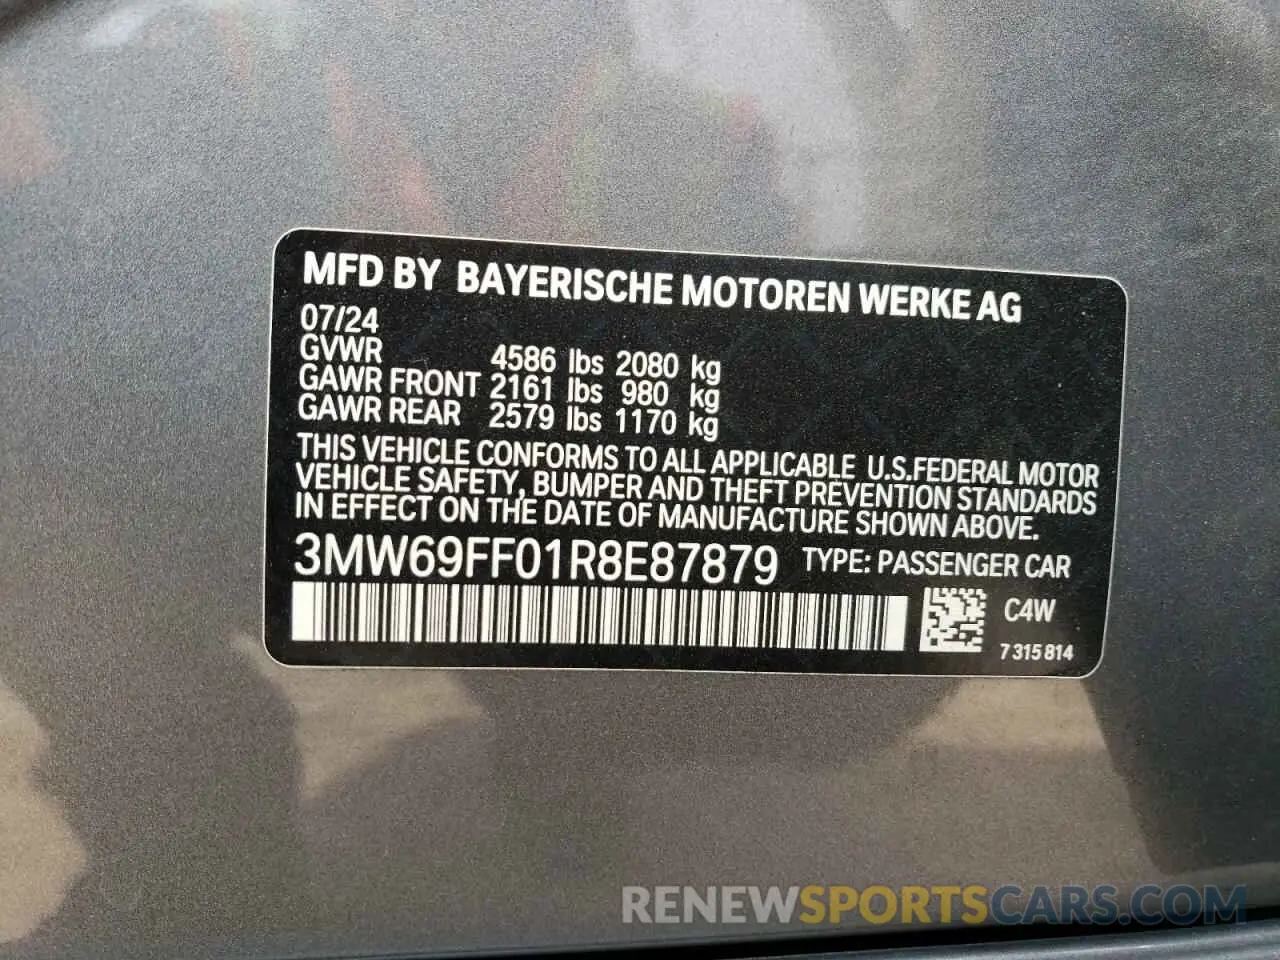 MFD BY BAYERISCHE MOTOREN WERKE AG
07/24
GVWR 4586 lbs 2080 kg
GAWR FRONT 2161 lbs 980 kg
GAWR REAR 2579 lbs 1170 kg
THIS VEHICLE CONFORMS TO ALL APPLICABLE U.S.FEDERAL MOTOR
VEHICLE SAFETY, BUMPER AND THEFT PREVENTION STANDARDS
IN EFFECT ON THE DATE OF MANUFACTURE SHOWN ABOVE.
3MW69FF01R8E87879 TYPE: PASSENGER CAR
C4W
7 315 814
RENEWSPORTSCARS.COM